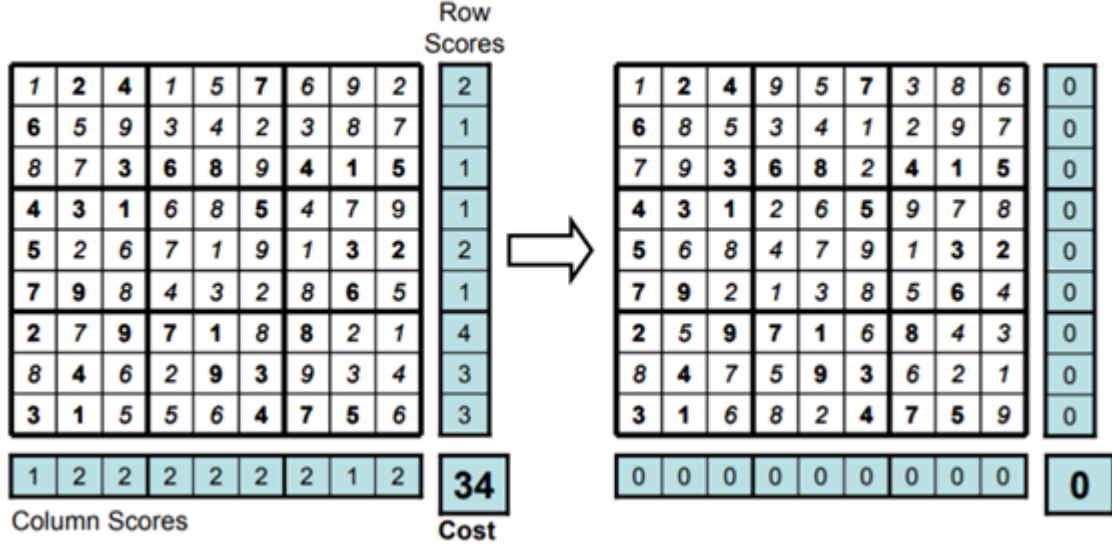 Row
Scores
1 2 4 1 5 7 6 9 2 2 1 2 4 9 5 7 3 8 6 0
6 5 9 3 4 2 3 8 7 1 6 8 5 3 4 1 2 9 7 0
8 7 3 6 8 9 4 1 5 1 7 9 3 6 8 2 4 1 5 0
4 3 1 6 8 5 4 7 9 1 4 3 1 2 6 5 9 7 8 0
5 2 6 7 1 9 1 3 2 2 5 6 8 4 7 9 1 3 2 0
7 9 8 4 3 2 8 6 5 1 7 9 2 1 3 8 5 6 4 0
2 7 9 7 1 8 8 2 1 4 2 5 9 7 1 6 8 4 3 0
8 4 6 2 9 3 9 3 4 3 8 4 7 5 9 3 6 2 1 0
3 1 5 5 6 4 7 5 6 3 3 1 6 8 2 4 7 5 9 0
1 2 2 2 2 2 2 1 2 34 0 0 0 0 0 0 0 0 0 0
Column Scores Cost